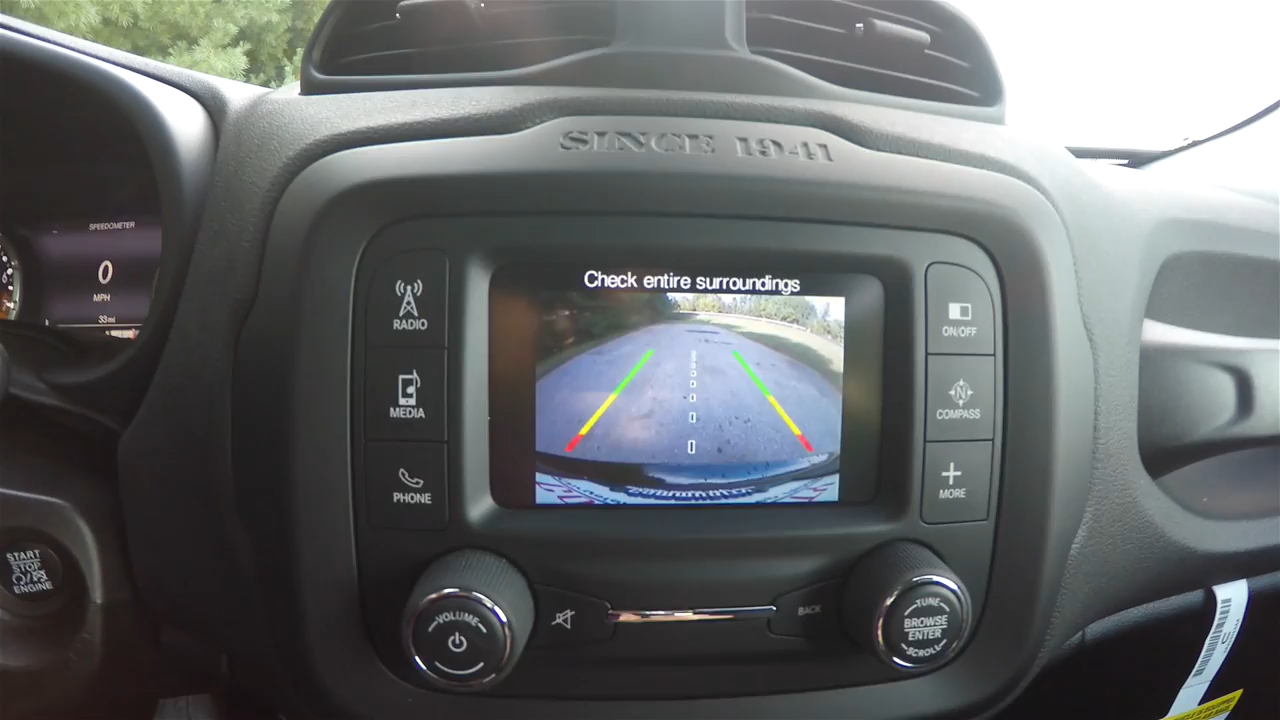 SINCE 1941
SPEEDOMETER
0
MPH
33mi
Check entire surroundings
RADIO
MEDIA
PHONE
ON/OFF
N
COMPASS
MORE
START
STOP
ENGINE
VOLUME
BACK
TUNE
BROWSE
ENTER
SCROLL